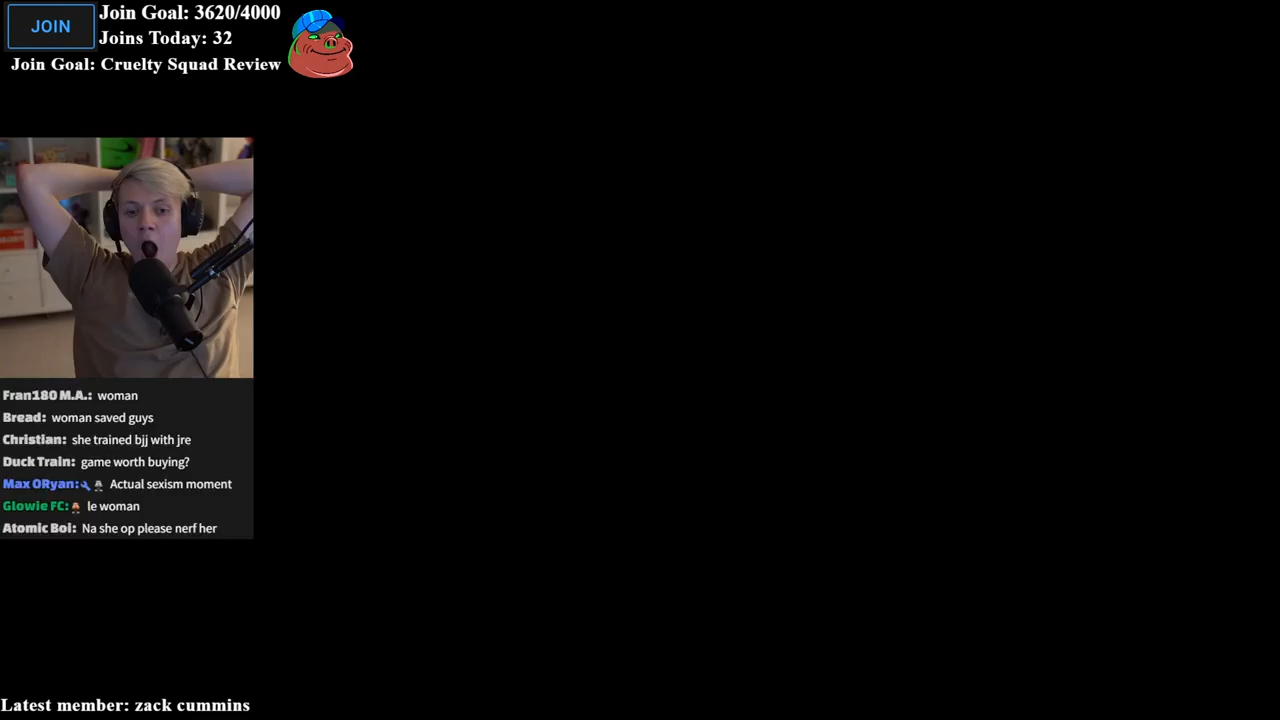 JOIN
Join Goal: 3620/4000
Joins Today: 32
Join Goal: Cruelty Squad Review
Fran180 M.A.: woman
Bread: woman saved guys
Christian: she trained bjj with jre
Duck Train: game worth buying?
Max ORyan: Actual sexism moment
Glowie FC: le woman
Atomic Boi: Na she op please nerf her
Latest member: zack cummins